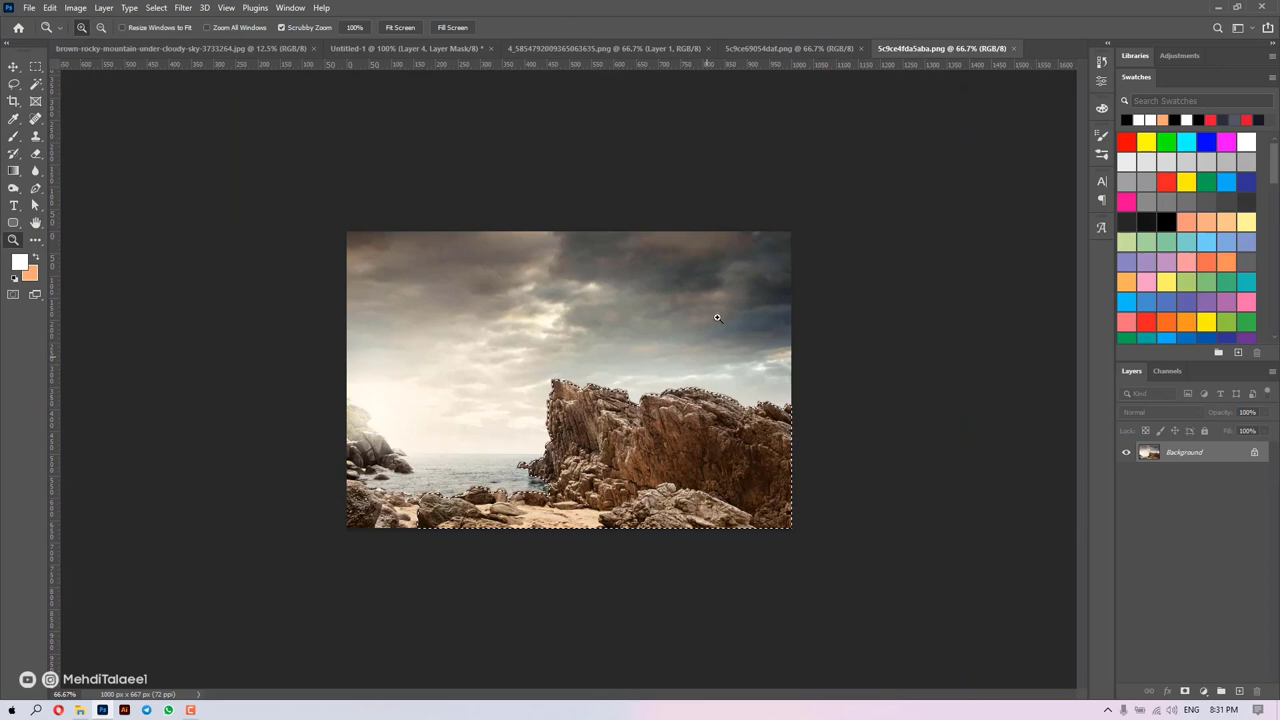 File Edit Image Layer Type Select Filter 3D View Plugins Window Help
Resize Windows to Fit Zoom All Windows Scrubby Zoom 100% Fit Screen Fill Screen
brown-rocky-mountain-under-cloudy-sky-3733264.jpg @ 12.5% (RGB/8) × Untitled-1 @ 100% (Layer 4, Layer Mask/8) * × 4_5854792009365063635.png @ 66.7% (Layer 1, RGB/8) × 5c9ce69054daf.png @ 66.7% (RGB/8) × 5c9ce4fda5aba.png @ 66.7% (RGB/8) ×
Libraries Adjustments
Swatches
Search Swatches
Layers Channels
Kind
Normal Opacity: 100%
Lock: Fill: 100%
Background
MehdiTalaee1
66.67% 1000 px x 667 px (72 ppi)
ENG 8:31 PM